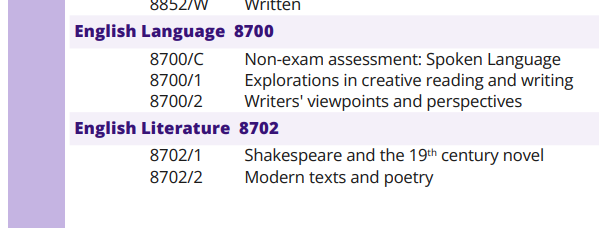 8852/W Written
English Language 8700
8700/C Non-exam assessment: Spoken Language
8700/1 Explorations in creative reading and writing
8700/2 Writers' viewpoints and perspectives
English Literature 8702
8702/1 Shakespeare and the 19th century novel
8702/2 Modern texts and poetry